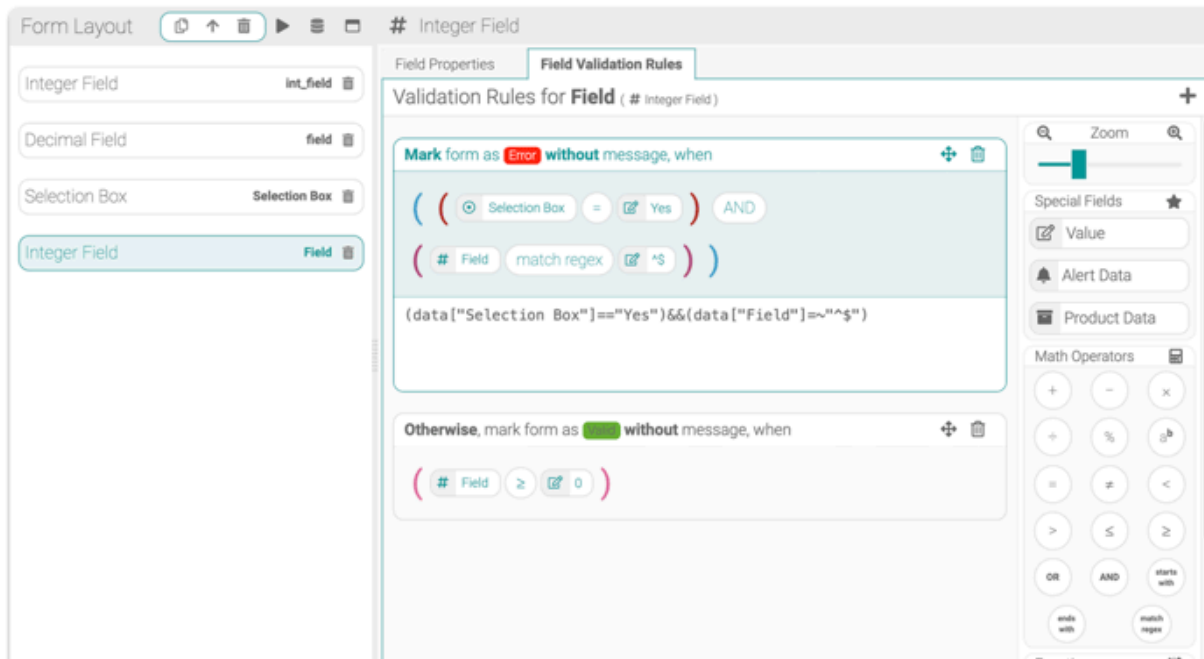 Form Layout
# Integer Field
Integer Field int_field
Decimal Field field
Selection Box Selection Box
Integer Field Field
Field Properties Field Validation Rules
Validation Rules for Field ( # Integer Field )
+
Mark form as Error without message, when
( ( Selection Box = Yes ) AND
( # Field match regex ^$ ) )
(data["Selection Box"]=="Yes")&&(data["Field"]=~"^$")
Otherwise, mark form as Valid without message, when
( # Field ≥ 0 )
Zoom
Special Fields
Value
Alert Data
Product Data
Math Operators
+ − ×
÷ % aᵇ
= ≠ <
> ≤ ≥
OR AND starts with
ends with match regex